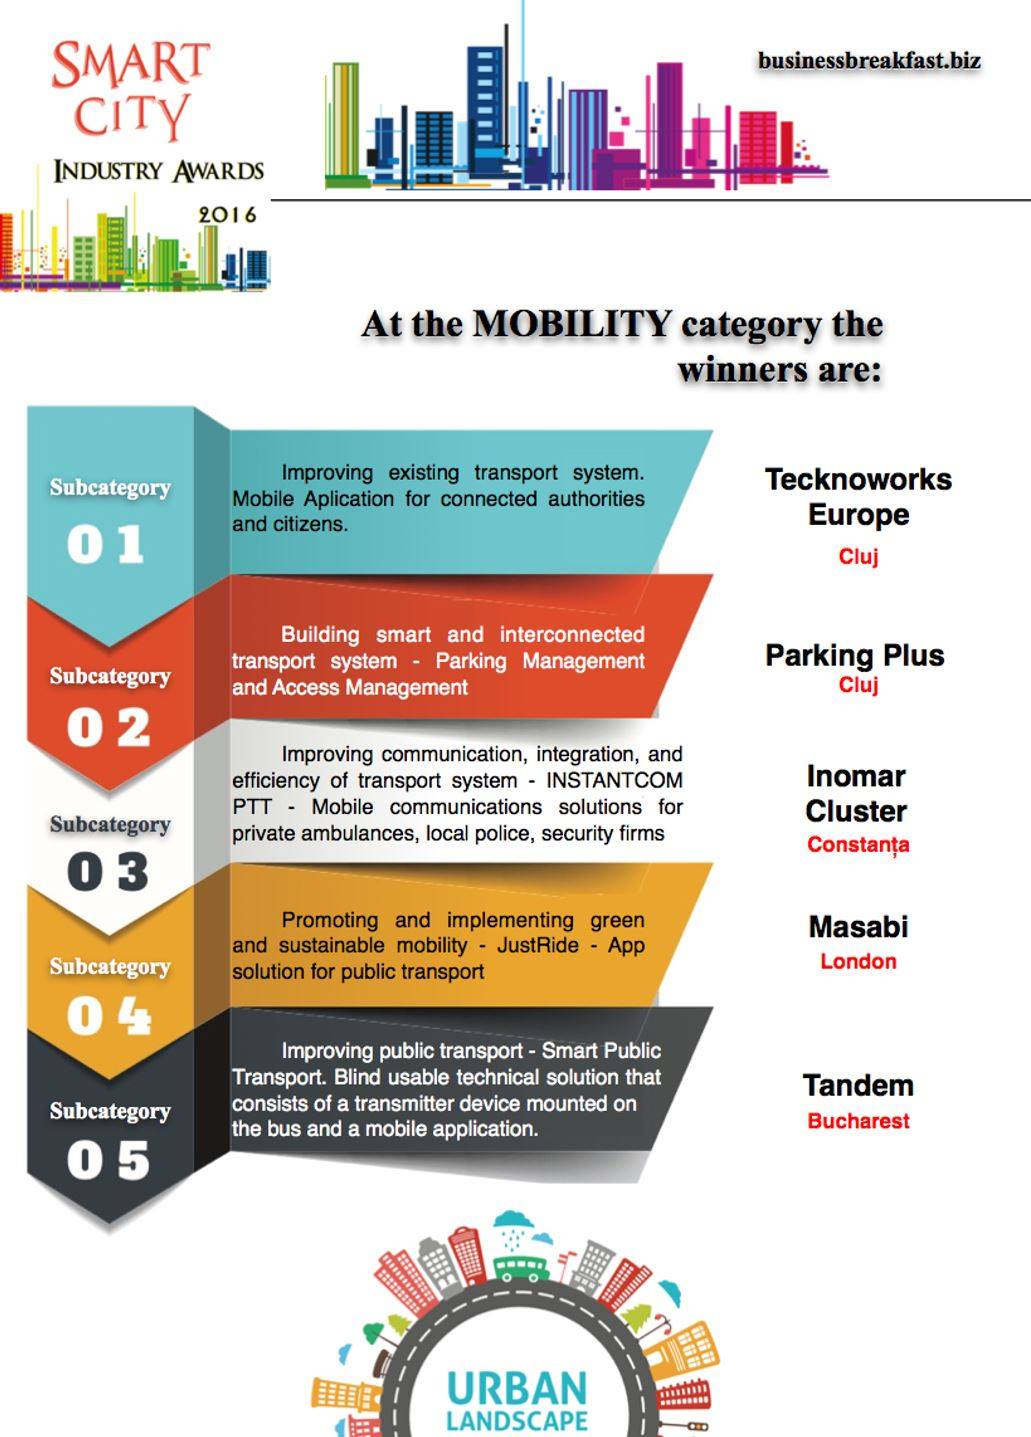 SMART
CITY
INDUSTRY AWARDS
2016
businessbreakfast.biz
At the MOBILITY category the
winners are:
Subcategory
01
Improving existing transport system.
Mobile Aplication for connected authorities
and citizens.
Tecknoworks
Europe
Cluj
Subcategory
02
Building smart and interconnected
transport system - Parking Management
and Access Management
Parking Plus
Cluj
Subcategory
03
Improving communication, integration, and
efficiency of transport system - INSTANTCOM
PTT - Mobile communications solutions for
private ambulances, local police, security firms
Inomar
Cluster
Constanța
Subcategory
04
Promoting and implementing green
and sustainable mobility - JustRide - App
solution for public transport
Masabi
London
Subcategory
05
Improving public transport - Smart Public
Transport. Blind usable technical solution that
consists of a transmitter device mounted on
the bus and a mobile application.
Tandem
Bucharest
URBAN
LANDSCAPE